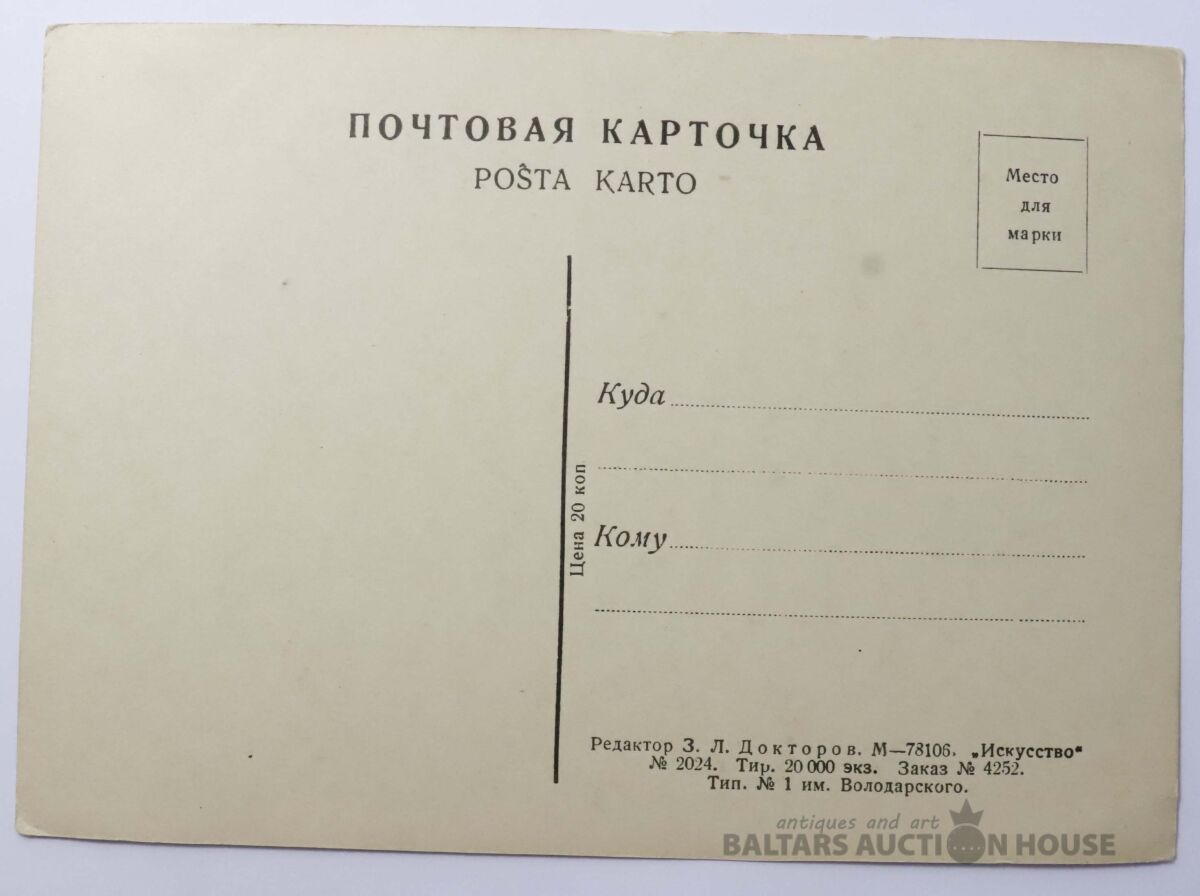 ПОЧТОВАЯ КАРТОЧКА
POŜTA KARTO
Место
для
марки
Куда
Цена 20 коп
Кому
Редактор З. Л. Докторов. М—78106. „Искусство“
№ 2024. Тир. 20 000 экз. Заказ № 4252.
Тип. № 1 им. Володарского.
antiques and art
BALTARS AUCTION HOUSE